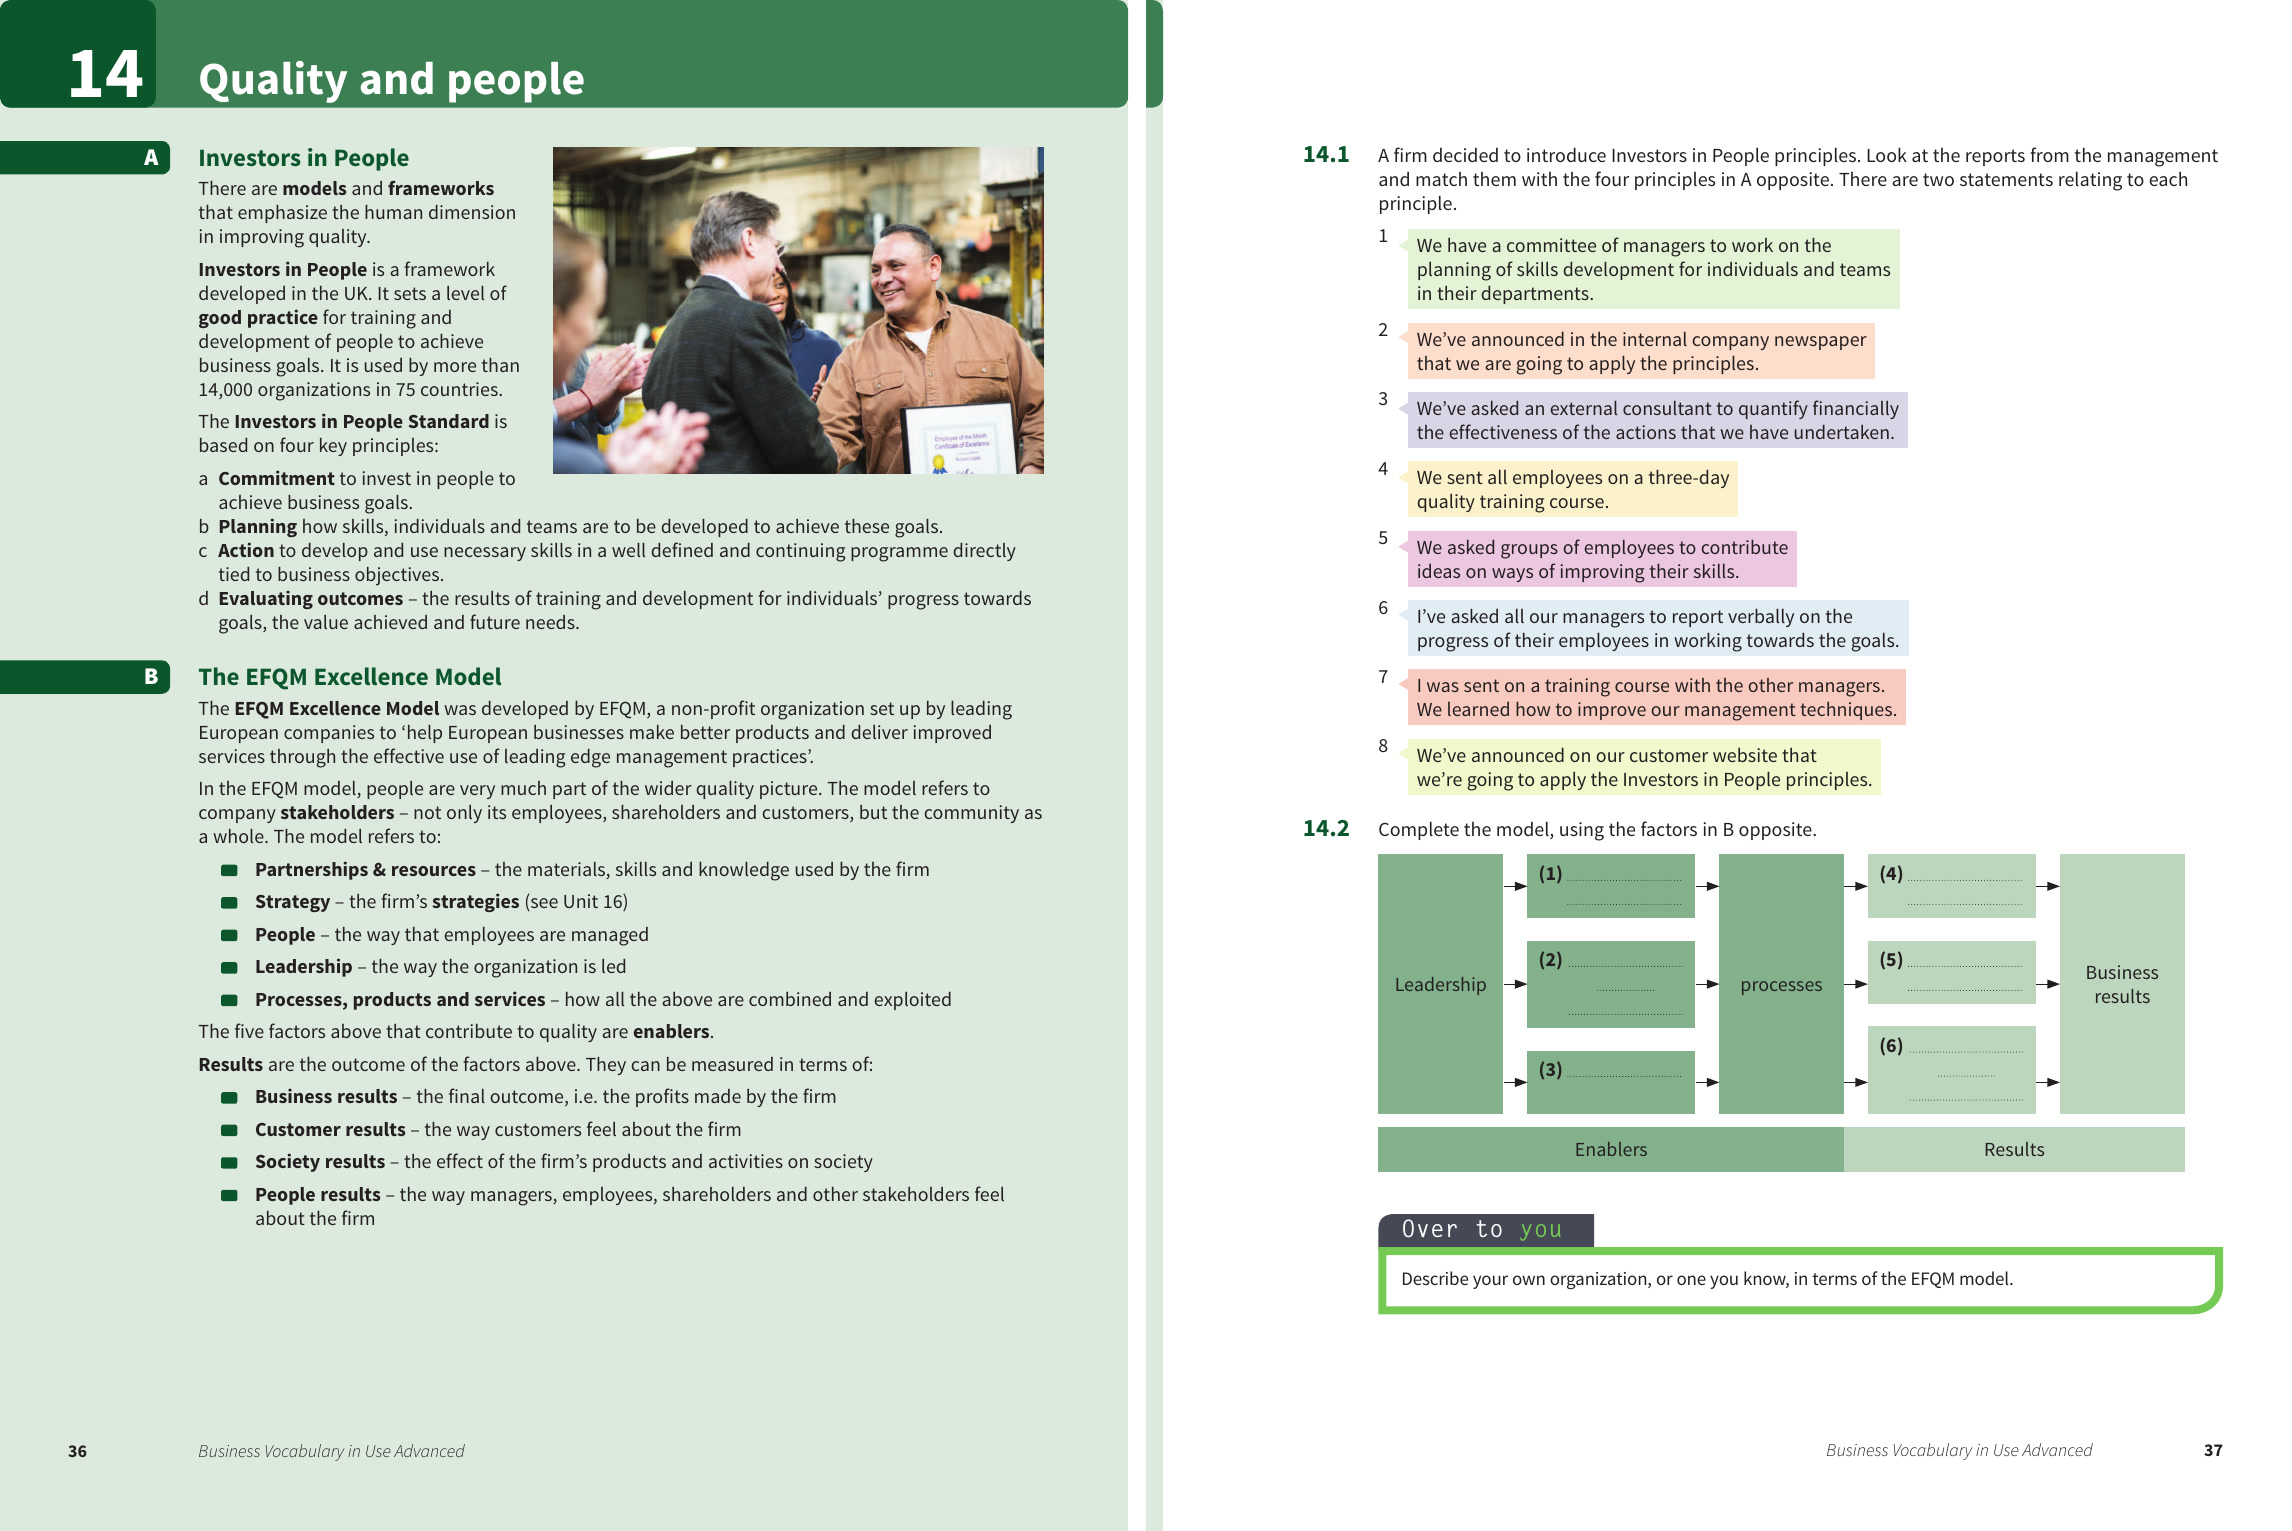 14
Quality and people
A
Investors in People
There are models and frameworks
that emphasize the human dimension
in improving quality.
Investors in People is a framework
developed in the UK. It sets a level of
good practice for training and
development of people to achieve
business goals. It is used by more than
14,000 organizations in 75 countries.
The Investors in People Standard is
based on four key principles:
a Commitment to invest in people to
achieve business goals.
b Planning how skills, individuals and teams are to be developed to achieve these goals.
c Action to develop and use necessary skills in a well defined and continuing programme directly
tied to business objectives.
d Evaluating outcomes – the results of training and development for individuals’ progress towards
goals, the value achieved and future needs.
Employee of the Month
Certificate of Excellence
B
The EFQM Excellence Model
The EFQM Excellence Model was developed by EFQM, a non-profit organization set up by leading
European companies to ‘help European businesses make better products and deliver improved
services through the effective use of leading edge management practices’.
In the EFQM model, people are very much part of the wider quality picture. The model refers to
company stakeholders – not only its employees, shareholders and customers, but the community as
a whole. The model refers to:
Partnerships & resources – the materials, skills and knowledge used by the firm
Strategy – the firm’s strategies (see Unit 16)
People – the way that employees are managed
Leadership – the way the organization is led
Processes, products and services – how all the above are combined and exploited
The five factors above that contribute to quality are enablers.
Results are the outcome of the factors above. They can be measured in terms of:
Business results – the final outcome, i.e. the profits made by the firm
Customer results – the way customers feel about the firm
Society results – the effect of the firm’s products and activities on society
People results – the way managers, employees, shareholders and other stakeholders feel
about the firm
36
Business Vocabulary in Use Advanced
14.1
A firm decided to introduce Investors in People principles. Look at the reports from the management
and match them with the four principles in A opposite. There are two statements relating to each
principle.
1
We have a committee of managers to work on the
planning of skills development for individuals and teams
in their departments.
2
We’ve announced in the internal company newspaper
that we are going to apply the principles.
3
We’ve asked an external consultant to quantify financially
the effectiveness of the actions that we have undertaken.
4
We sent all employees on a three-day
quality training course.
5
We asked groups of employees to contribute
ideas on ways of improving their skills.
6
I’ve asked all our managers to report verbally on the
progress of their employees in working towards the goals.
7
I was sent on a training course with the other managers.
We learned how to improve our management techniques.
8
We’ve announced on our customer website that
we’re going to apply the Investors in People principles.
14.2
Complete the model, using the factors in B opposite.
Leadership
(1)
(2)
(3)
processes
(4)
(5)
(6)
Business
results
Enablers
Results
Over to you
Describe your own organization, or one you know, in terms of the EFQM model.
Business Vocabulary in Use Advanced
37